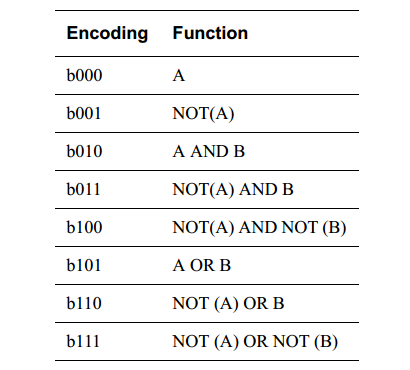 Encoding Function
b000 A
b001 NOT(A)
b010 A AND B
b011 NOT(A) AND B
b100 NOT(A) AND NOT (B)
b101 A OR B
b110 NOT (A) OR B
b111 NOT (A) OR NOT (B)